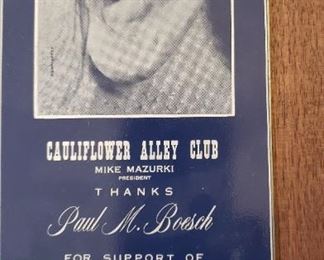 CAULIFLOWER ALLEY CLUB
MIKE MAZURKI
PRESIDENT
THANKS
Paul M. Boesch
FOR SUPPORT OF